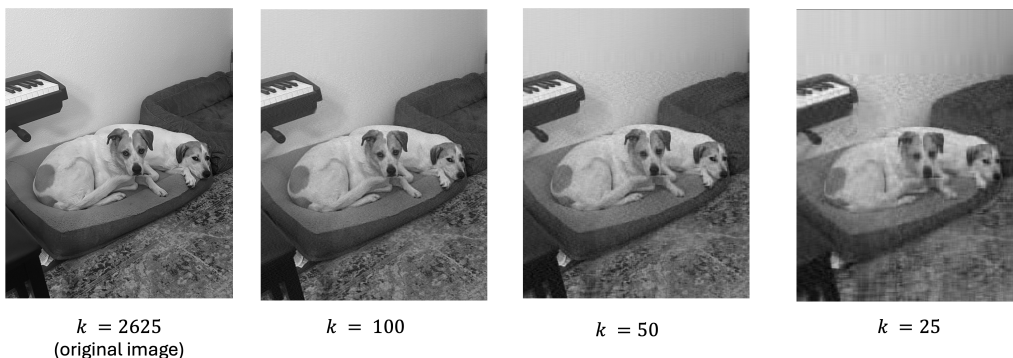 k = 2625
(original image)
k = 100
k = 50
k = 25